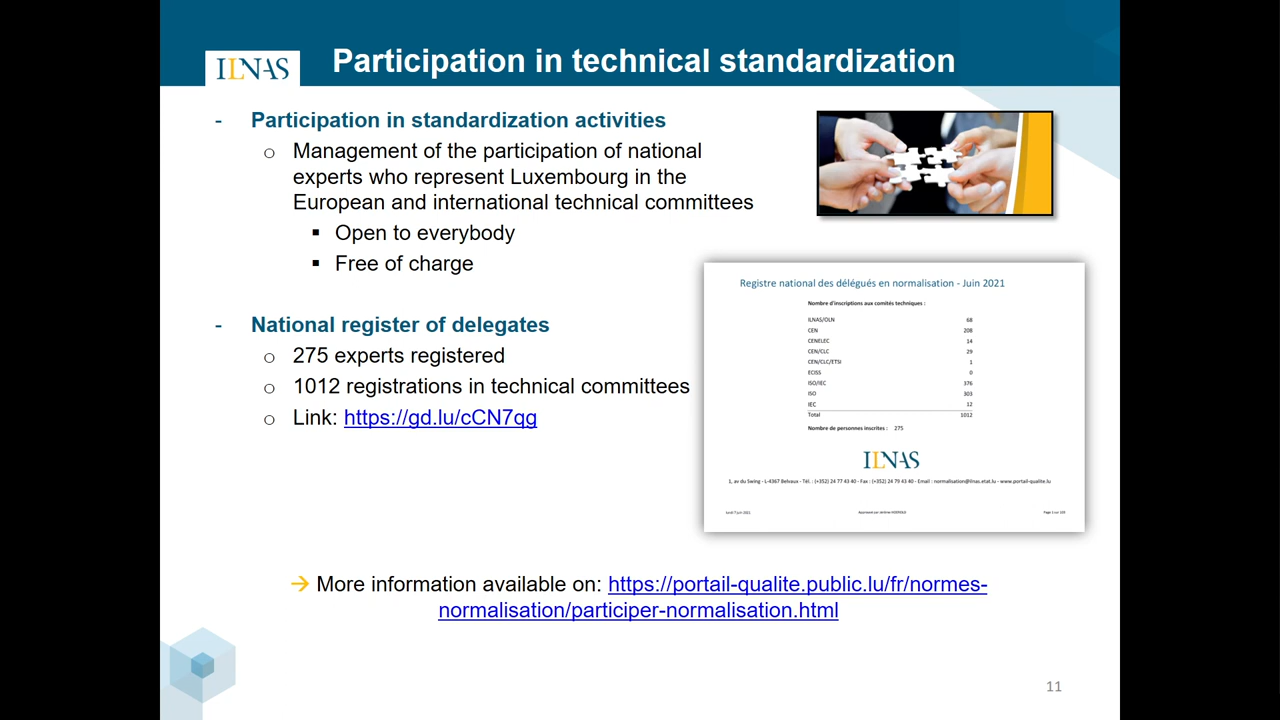 ILNAS
Participation in technical standardization
- Participation in standardization activities
o Management of the participation of national
experts who represent Luxembourg in the
European and international technical committees
▪ Open to everybody
▪ Free of charge
- National register of delegates
o 275 experts registered
o 1012 registrations in technical committees
o Link: https://gd.lu/cCN7qg
Registre national des délégués en normalisation - Juin 2021
Nombre d'inscriptions aux comités techniques :
ILNAS/OLN 68
CEN 208
CENELEC 14
CEN/CLC 29
CEN/CLC/ETSI 1
ECISS 0
ISO/IEC 376
ISO 303
IEC 12
Total 1012
Nombre de personnes inscrites : 275
ILNAS
1, av du Swing - L-4367 Belvaux - Tél. : (+352) 24 77 43 40 - Fax : (+352) 24 79 43 40 - Email : normalisation@ilnas.etat.lu - www.portail-qualite.lu
→ More information available on: https://portail-qualite.public.lu/fr/normes-
normalisation/participer-normalisation.html
11